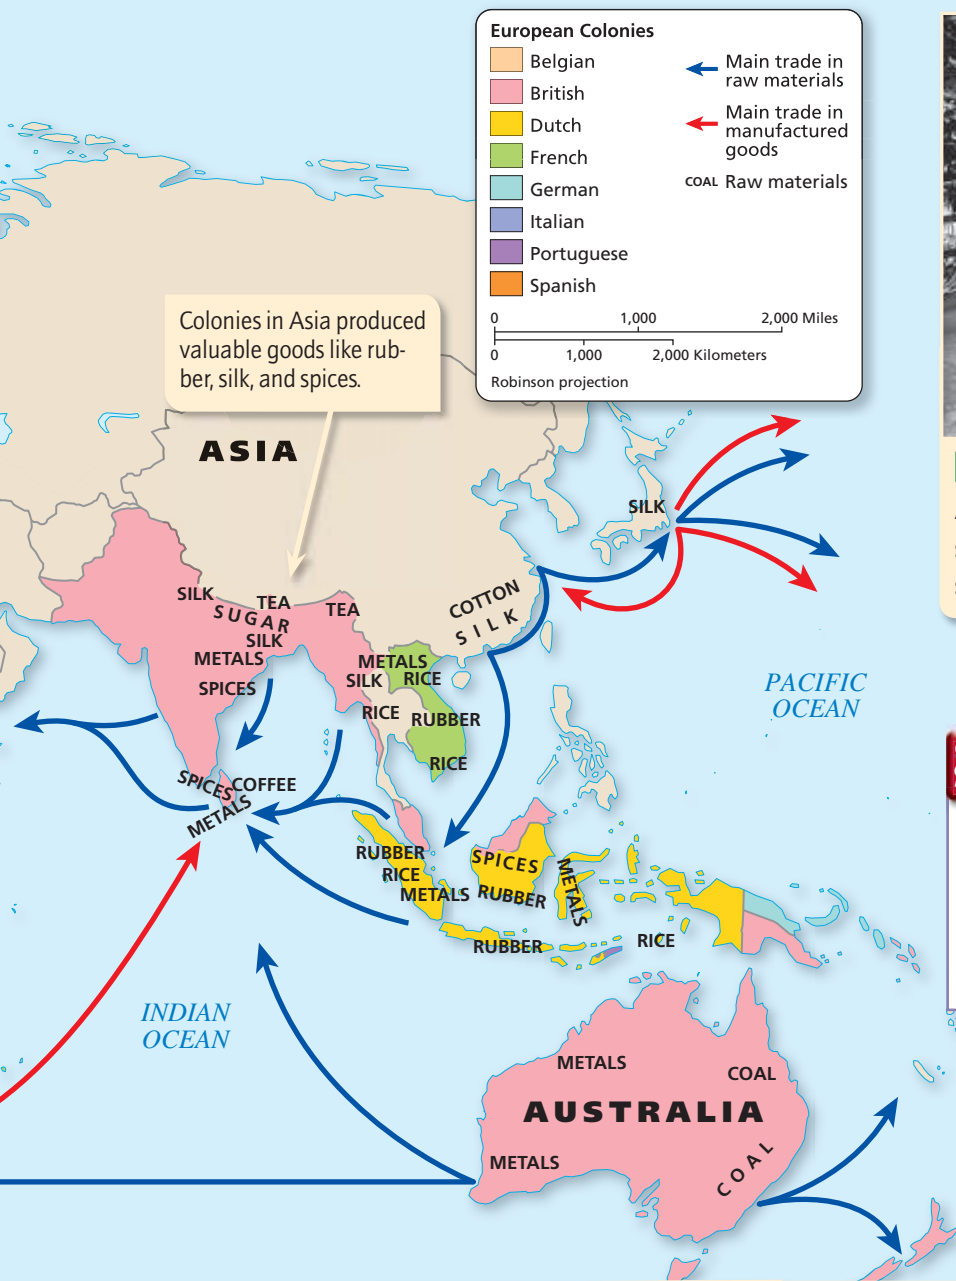 European Colonies
Belgian
British
Dutch
French
German
Italian
Portuguese
Spanish
Main trade in
raw materials
Main trade in
manufactured
goods
COAL Raw materials
0 1,000 2,000 Miles
0 1,000 2,000 Kilometers
Robinson projection
Colonies in Asia produced
valuable goods like rub-
ber, silk, and spices.
ASIA
SILK
SILK
TEA
TEA
SUGAR
SILK
METALS
SPICES
COTTON
SILK
METALS
RICE
SILK
RICE
RUBBER
RICE
PACIFIC
OCEAN
SPICES
COFFEE
METALS
RUBBER
RICE
METALS
SPICES
RUBBER
METALS
RUBBER
RICE
INDIAN
OCEAN
METALS
COAL
AUSTRALIA
METALS
COAL